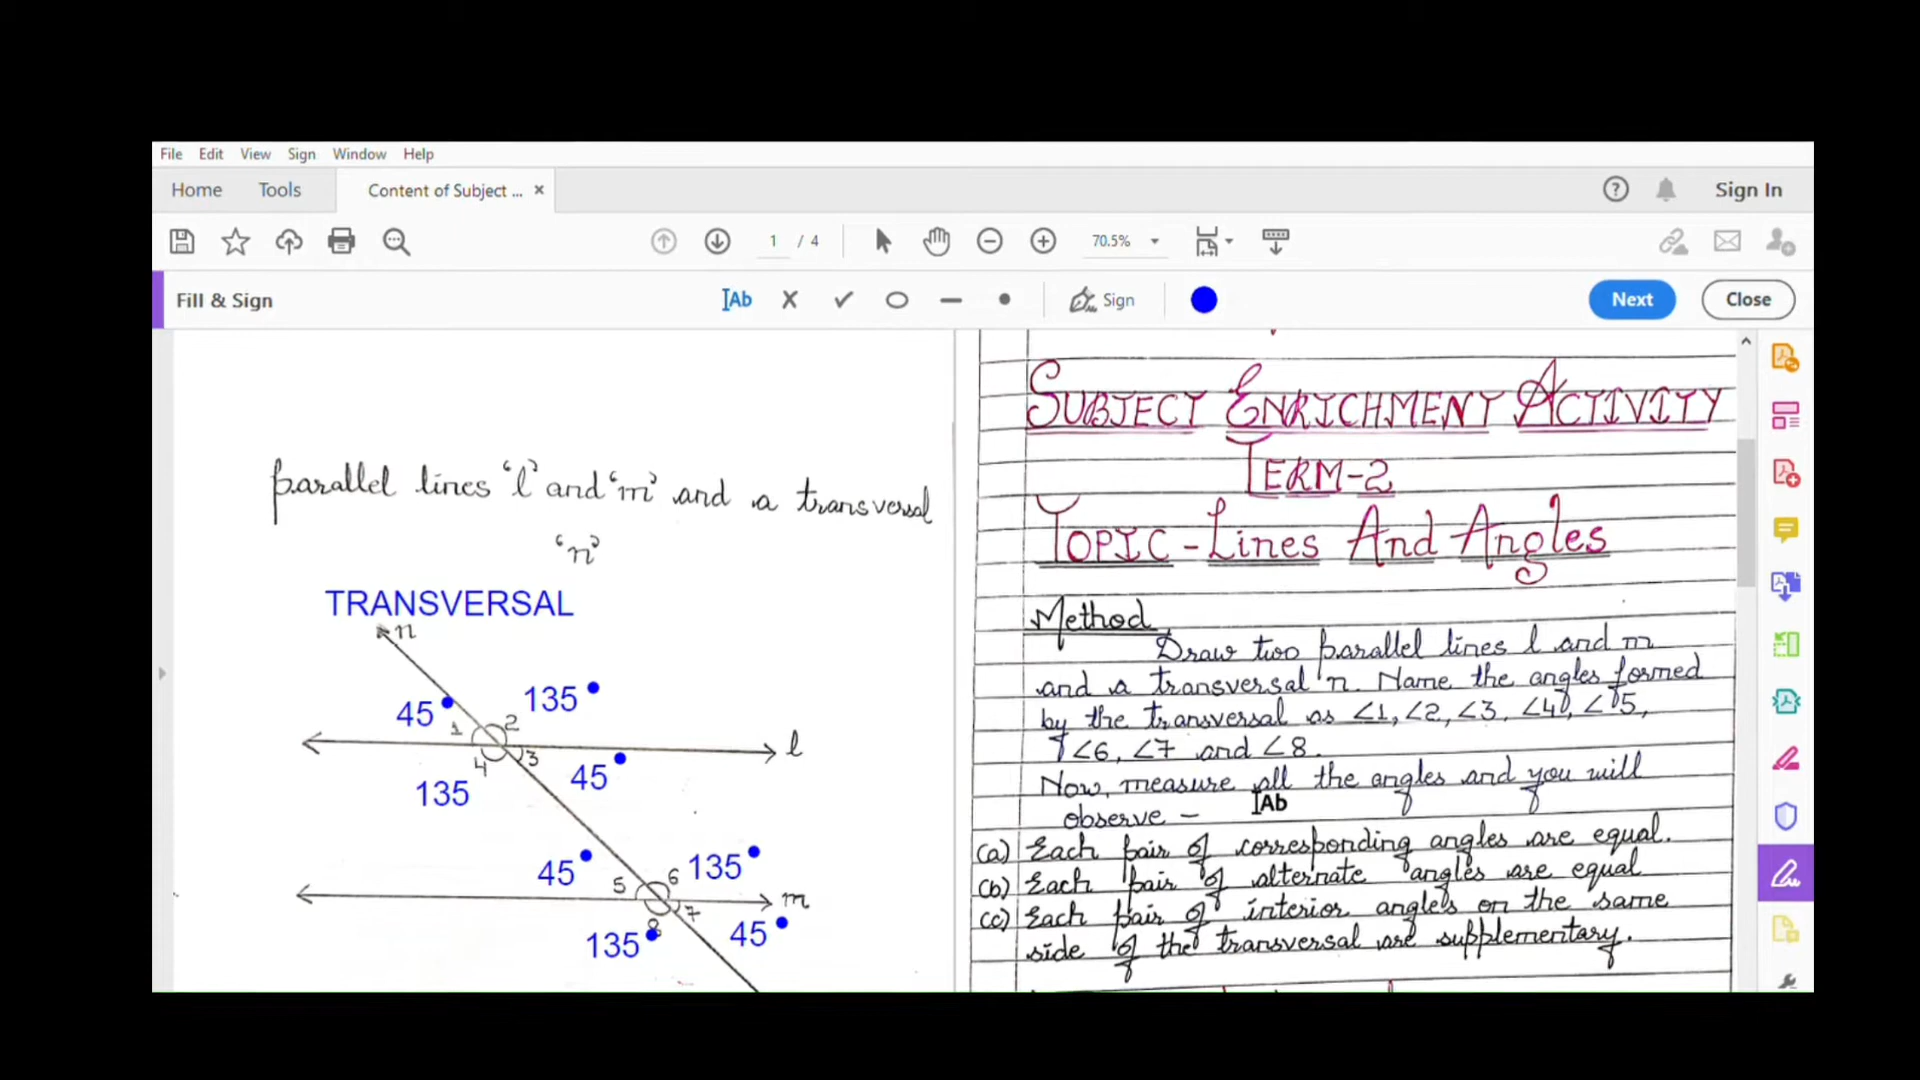 File Edit View Sign Window Help
Home Tools Content of Subject ... × ? Sign In
1 / 4 70.5%
Fill & Sign Ab Sign Next Close
parallel lines 'l' and 'm' and a transversal
'n'
TRANSVERSAL
n
45 135
1 2
l
4 3
135 45
45 135
5 6
m
8 7
135 45
SUBJECT ENRICHMENT ACTIVITY
TERM-2
TOPIC - Lines And Angles
Method
Draw two parallel lines l and m
and a transversal n. Name the angles formed
by the transversal as ∠1, ∠2, ∠3, ∠4, ∠5,
∠6, ∠7 and ∠8.
Now, measure all the angles and you will
observe - Ab
(a) Each pair of corresponding angles are equal.
(b) Each pair of alternate angles are equal
(c) Each pair of interior angles on the same
side of the transversal are supplementary.